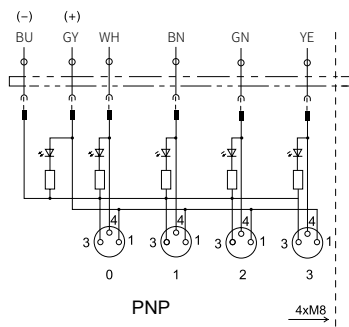 (−) (+)
BU GY WH BN GN YE
4 4 4 4
3 1 3 1 3 1 3 1
0 1 2 3
PNP
4xM8